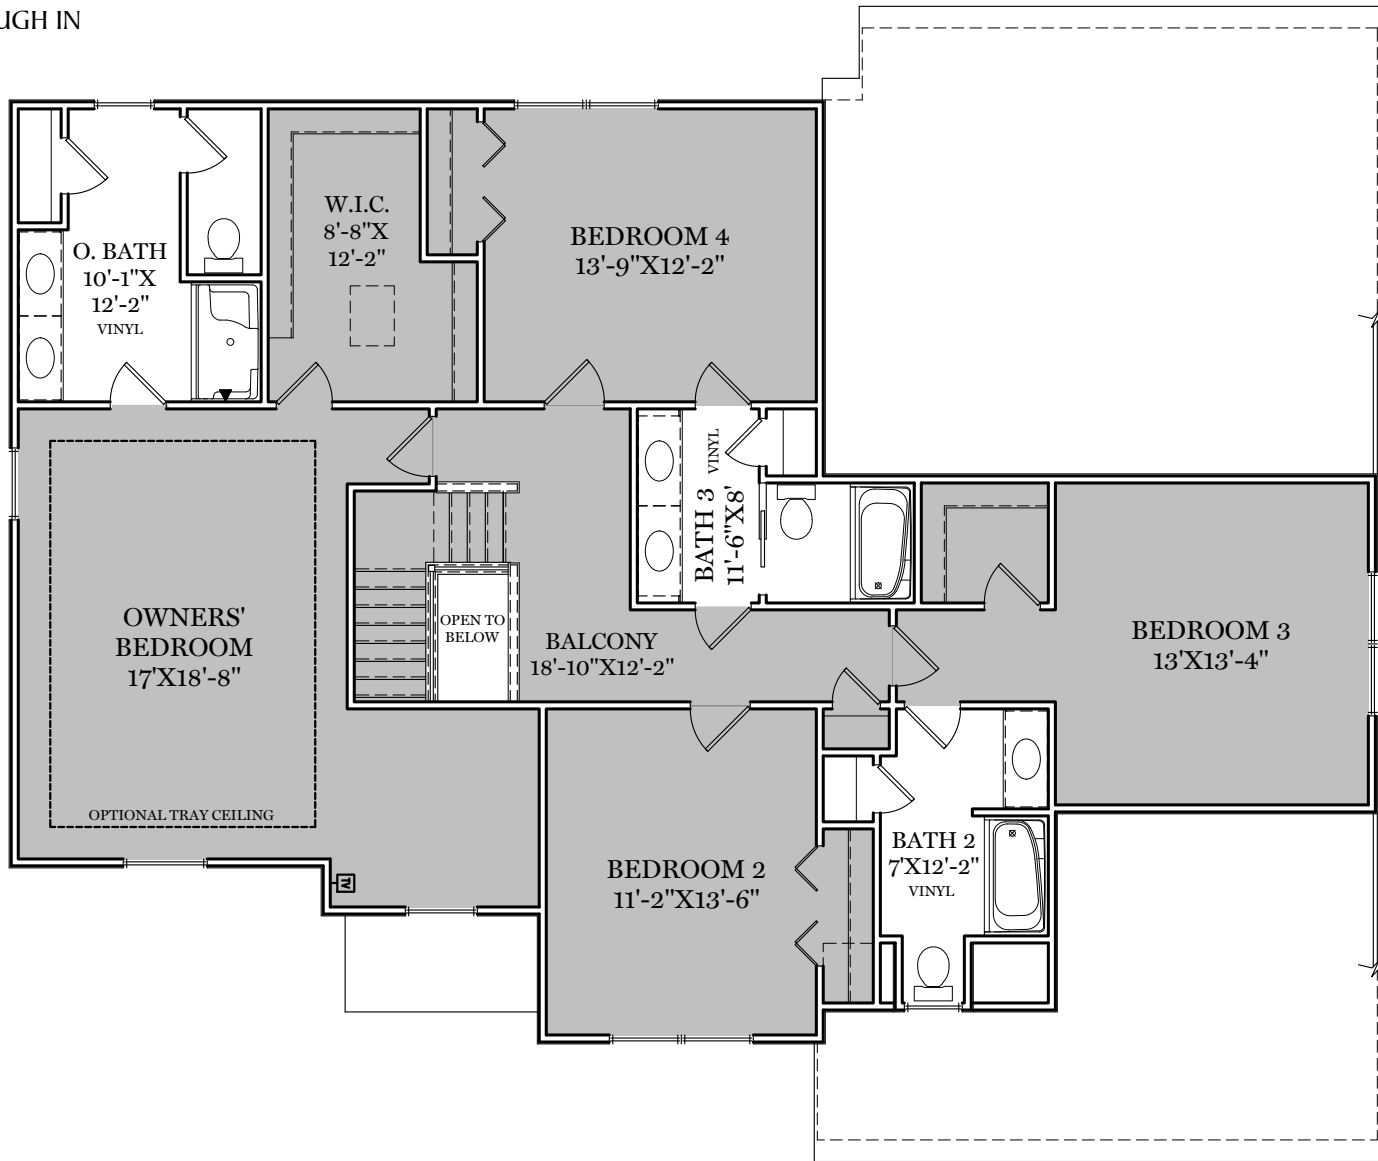 UGH IN
O. BATH
10'-1"X
12'-2"
VINYL
W.I.C.
8'-8"X
12'-2"
BEDROOM 4
13'-9"X12'-2"
BATH 3
11'-6"X8'
VINYL
OWNERS'
BEDROOM
17'X18'-8"
OPTIONAL TRAY CEILING
OPEN TO
BELOW
BALCONY
18'-10"X12'-2"
BEDROOM 3
13'X13'-4"
BEDROOM 2
11'-2"X13'-6"
BATH 2
7'X12'-2"
VINYL
TV